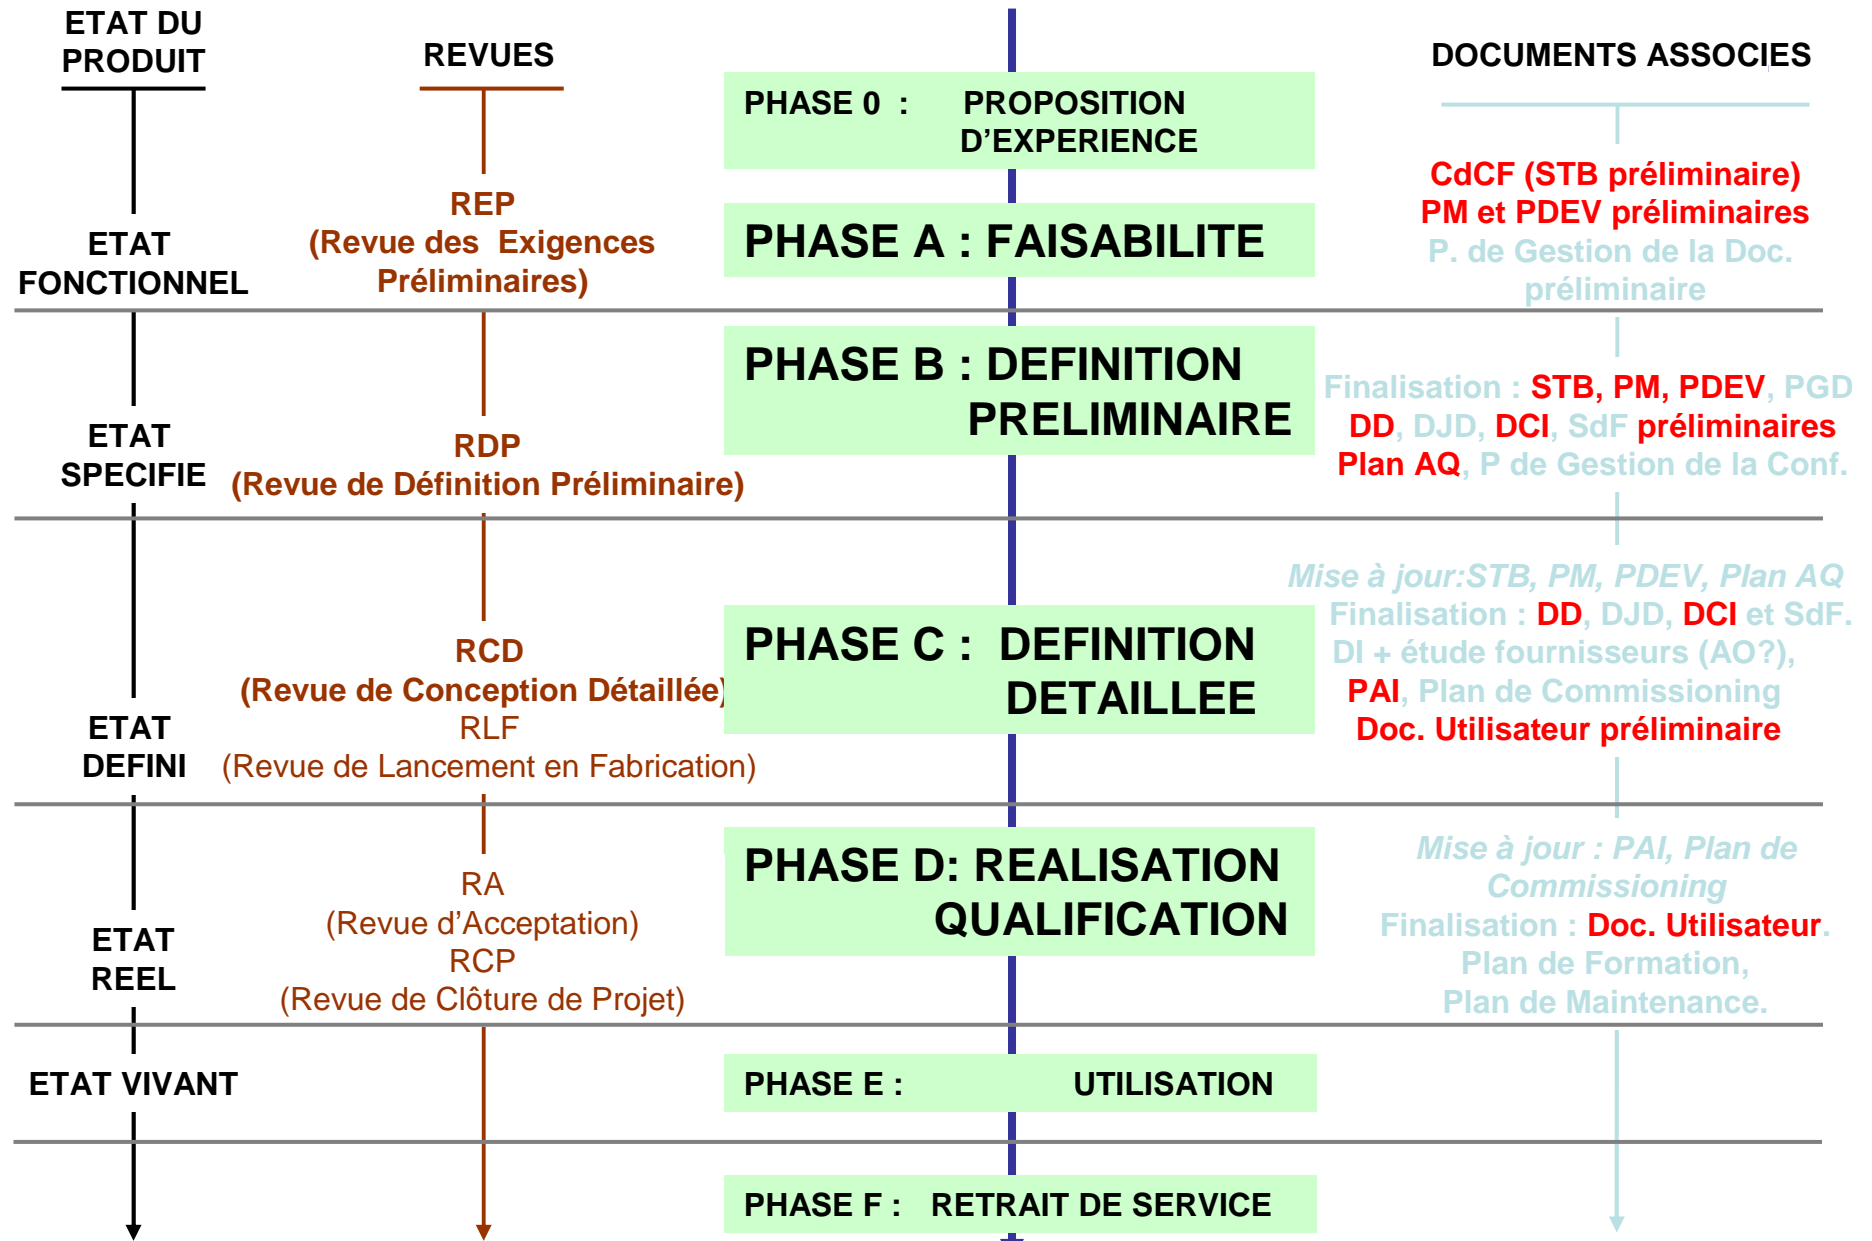 ETAT DU
PRODUIT
REVUES
DOCUMENTS ASSOCIES
PHASE 0 : PROPOSITION
D’EXPERIENCE
REP
(Revue des Exigences
Préliminaires)
ETAT
FONCTIONNEL
PHASE A : FAISABILITE
CdCF (STB préliminaire)
PM et PDEV préliminaires
P. de Gestion de la Doc.
préliminaire
ETAT
SPECIFIE
RDP
(Revue de Définition Préliminaire)
PHASE B : DEFINITION
PRELIMINAIRE
Finalisation : STB, PM, PDEV, PGD
DD, DJD, DCI, SdF préliminaires
Plan AQ, P de Gestion de la Conf.
ETAT
DEFINI
RCD
(Revue de Conception Détaillée)
RLF
(Revue de Lancement en Fabrication)
PHASE C : DEFINITION
DETAILLEE
Mise à jour:STB, PM, PDEV, Plan AQ
Finalisation : DD, DJD, DCI et SdF.
DI + étude fournisseurs (AO?),
PAI, Plan de Commissioning
Doc. Utilisateur préliminaire
ETAT
REEL
RA
(Revue d’Acceptation)
RCP
(Revue de Clôture de Projet)
PHASE D: REALISATION
QUALIFICATION
Mise à jour : PAI, Plan de
Commissioning
Finalisation : Doc. Utilisateur.
Plan de Formation,
Plan de Maintenance.
ETAT VIVANT
PHASE E : UTILISATION
PHASE F : RETRAIT DE SERVICE